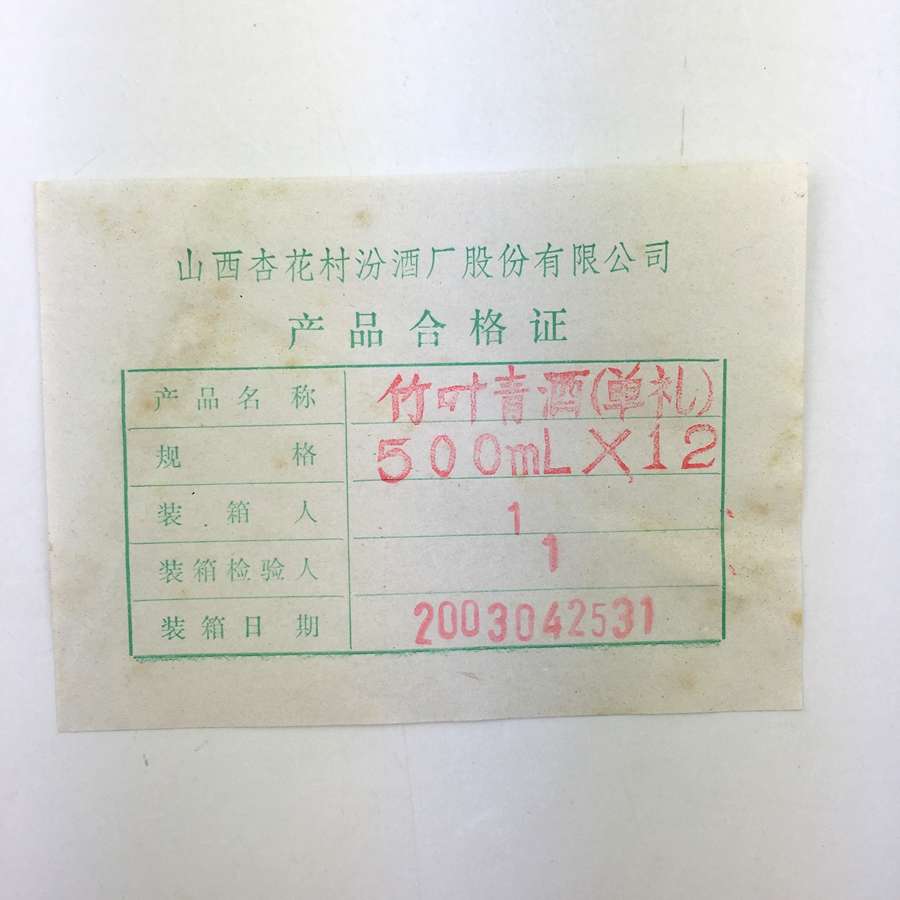 山西杏花村汾酒厂股份有限公司
产品合格证
产品名称 竹叶青酒(单礼)
规格 500mL×12
装箱人 1
装箱检验人 1
装箱日期 2003042531